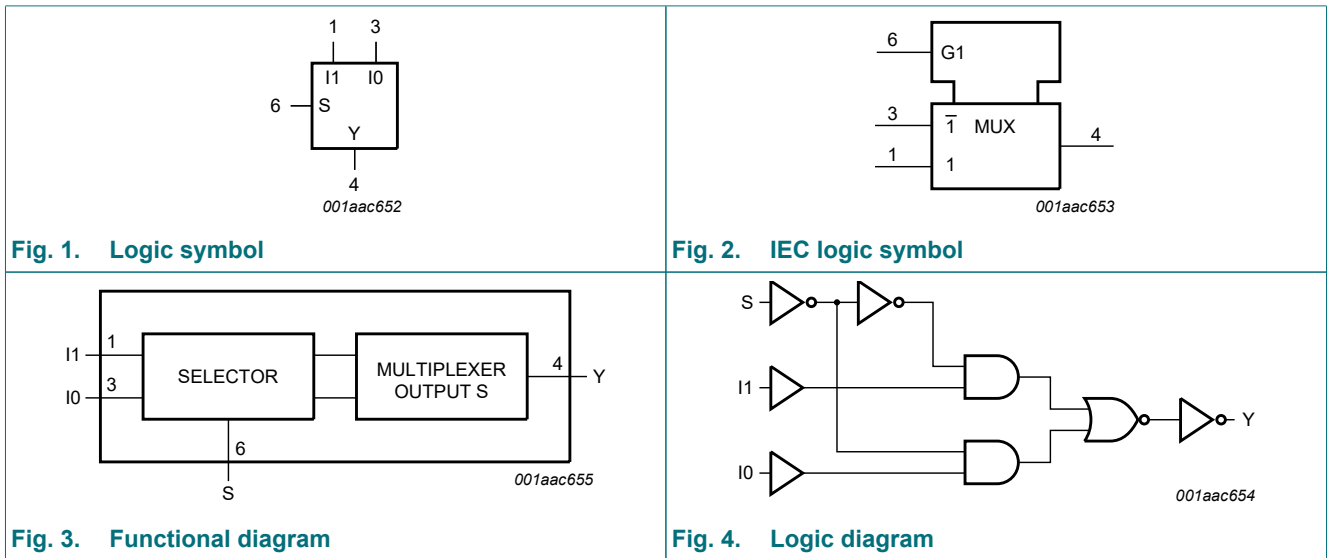 1 3
I1 I0
6 S
Y
4
001aac652
Fig. 1. Logic symbol
6 G1
3 1̅ MUX
4
1 1
001aac653
Fig. 2. IEC logic symbol
I1 1
I0 3
SELECTOR
MULTIPLEXER
OUTPUT S
4 Y
6
S
001aac655
Fig. 3. Functional diagram
S
I1
I0
Y
001aac654
Fig. 4. Logic diagram